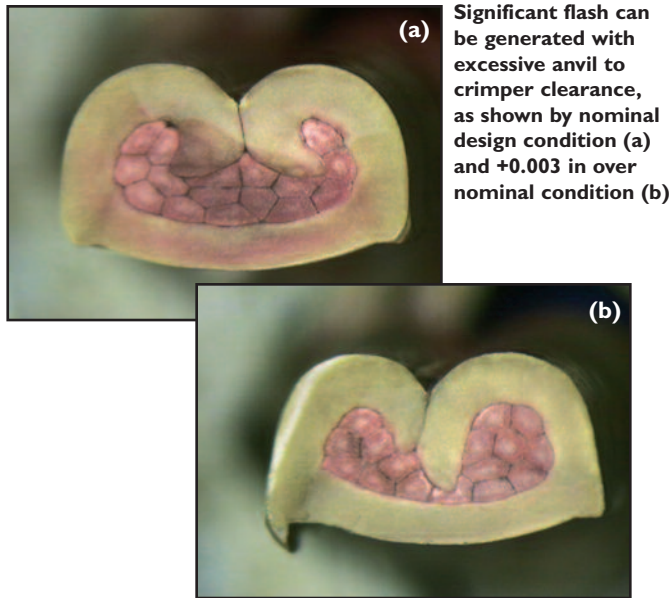 (a)
Significant flash can
be generated with
excessive anvil to
crimper clearance,
as shown by nominal
design condition (a)
and +0.003 in over
nominal condition (b)
(b)